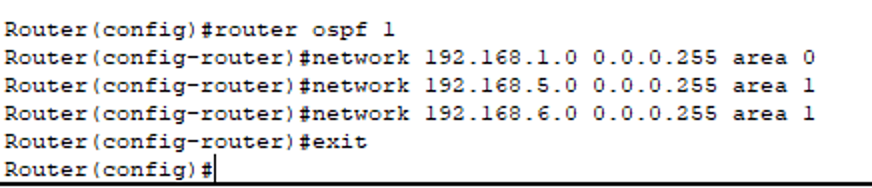 Router(config)#router ospf 1
Router(config-router)#network 192.168.1.0 0.0.0.255 area 0
Router(config-router)#network 192.168.5.0 0.0.0.255 area 1
Router(config-router)#network 192.168.6.0 0.0.0.255 area 1
Router(config-router)#exit
Router(config)#